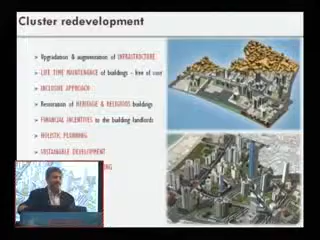 Cluster redevelopment
➢ Upgradation & augmentation of INFRASTRUCTURE
➢ LIFE TIME MAINTENANCE of buildings - free of cost
➢ INCLUSIVE APPROACH
➢ Restoration of HERITAGE & RELIGIOUS buildings
➢ FINANCIAL INCENTIVES to the building landlords
➢ HOLISTIC PLANNING
➢ SUSTAINABLE DEVELOPMENT